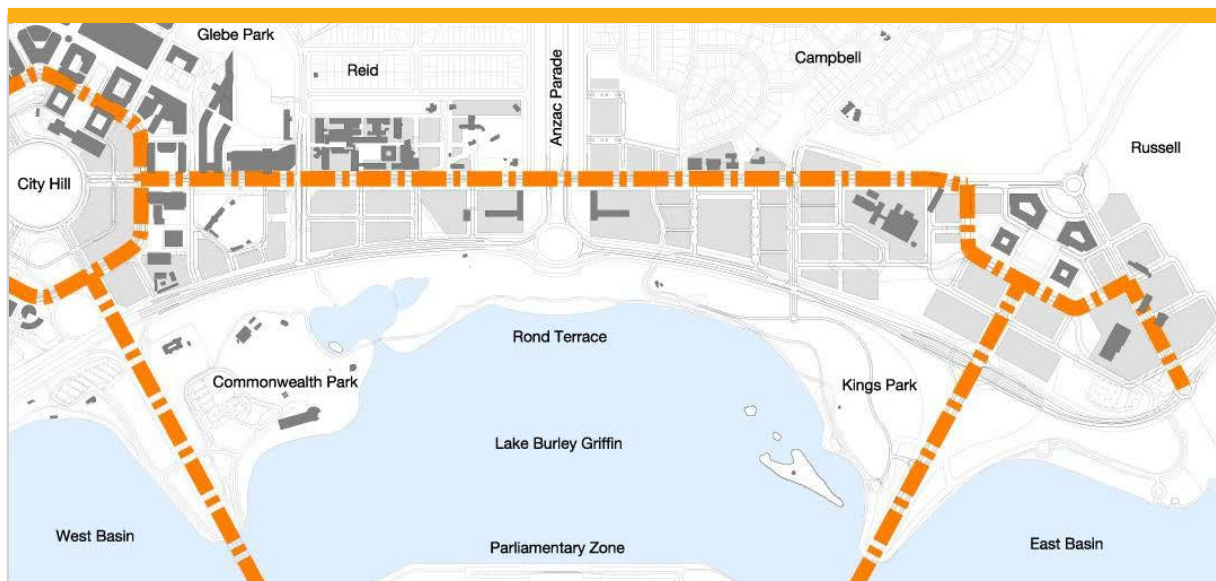 Glebe Park
Reid
Anzac Parade
Campbell
Russell
City Hill
Rond Terrace
Commonwealth Park
Kings Park
Lake Burley Griffin
West Basin
Parliamentary Zone
East Basin